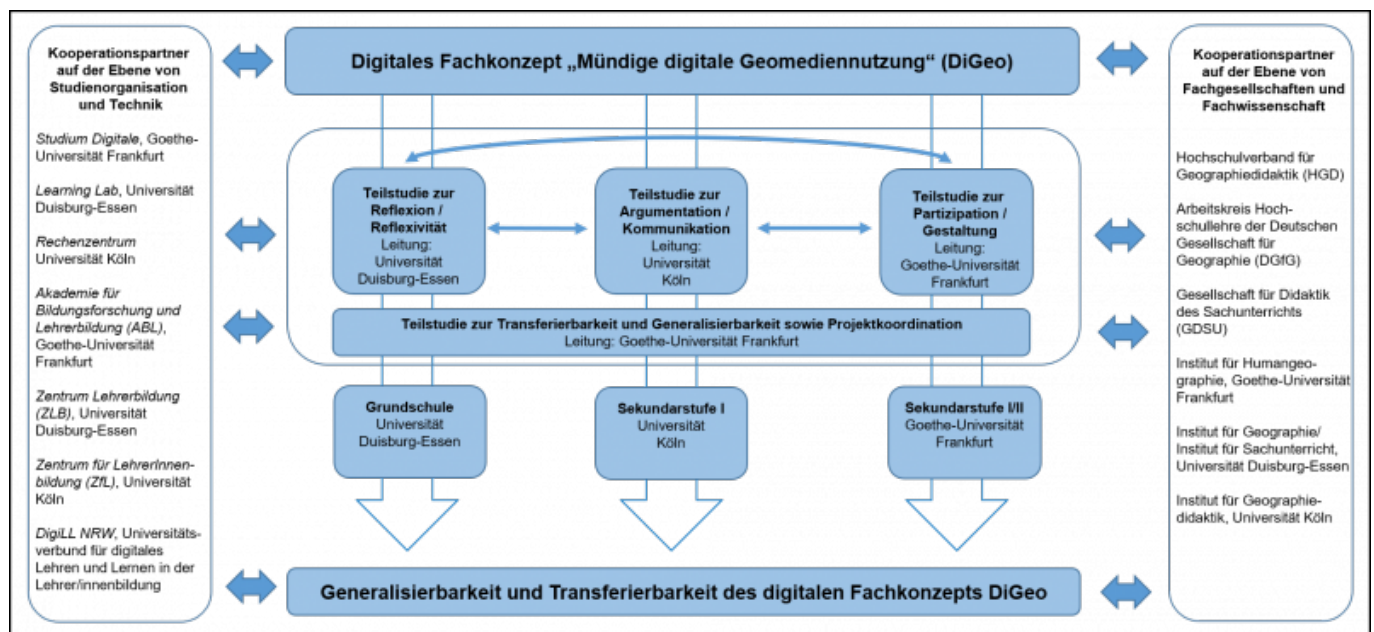 Kooperationspartner
auf der Ebene von
Studienorganisation
und Technik
Studium Digitale, Goethe-
Universität Frankfurt
Learning Lab, Universität
Duisburg-Essen
Rechenzentrum
Universität Köln
Akademie für
Bildungsforschung und
Lehrerbildung (ABL),
Goethe-Universität
Frankfurt
Zentrum Lehrerbildung
(ZLB), Universität
Duisburg-Essen
Zentrum für LehrerInnen-
bildung (ZfL), Universität
Köln
DigiLL NRW, Universitäts-
verbund für digitales
Lehren und Lernen in der
Lehrer/innenbildung
Digitales Fachkonzept „Mündige digitale Geomediennutzung“ (DiGeo)
Teilstudie zur
Reflexion /
Reflexivität
Leitung:
Universität
Duisburg-Essen
Teilstudie zur
Argumentation /
Kommunikation
Leitung:
Universität
Köln
Teilstudie zur
Partizipation /
Gestaltung
Leitung:
Goethe-Universität
Frankfurt
Teilstudie zur Transferierbarkeit und Generalisierbarkeit sowie Projektkoordination
Leitung: Goethe-Universität Frankfurt
Grundschule
Universität
Duisburg-Essen
Sekundarstufe I
Universität
Köln
Sekundarstufe I/II
Goethe-Universität
Frankfurt
Generalisierbarkeit und Transferierbarkeit des digitalen Fachkonzepts DiGeo
Kooperationspartner
auf der Ebene von
Fachgesellschaften und
Fachwissenschaft
Hochschulverband für
Geographiedidaktik (HGD)
Arbeitskreis Hoch-
schullehre der Deutschen
Gesellschaft für
Geographie (DGfG)
Gesellschaft für Didaktik
des Sachunterrichts
(GDSU)
Institut für Humangeo-
graphie, Goethe-Universität
Frankfurt
Institut für Geographie/
Institut für Sachunterricht,
Universität Duisburg-Essen
Institut für Geographie-
didaktik, Universität Köln